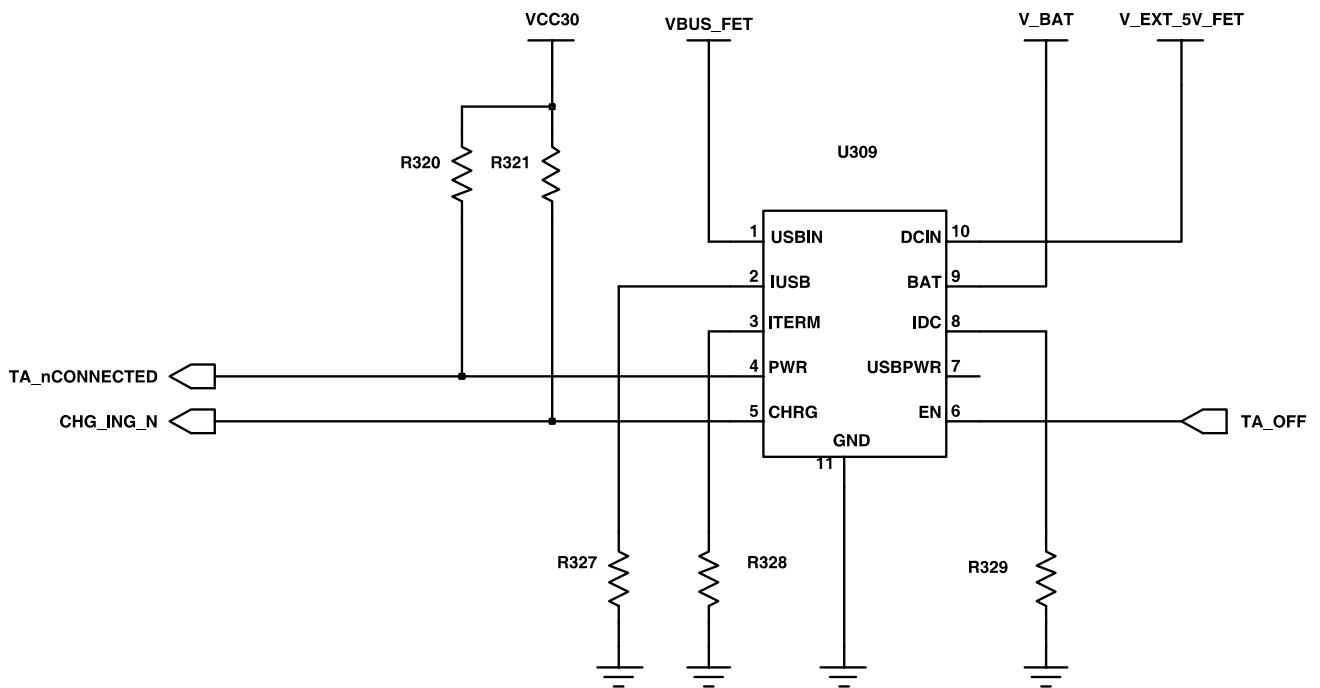 VCC30
VBUS_FET
V_BAT
V_EXT_5V_FET
R320
R321
U309
1
USBIN
DCIN
10
2
IUSB
BAT
9
3
ITERM
IDC
8
TA_nCONNECTED
4
PWR
USBPWR
7
CHG_ING_N
5
CHRG
EN
6
TA_OFF
GND
11
R327
R328
R329